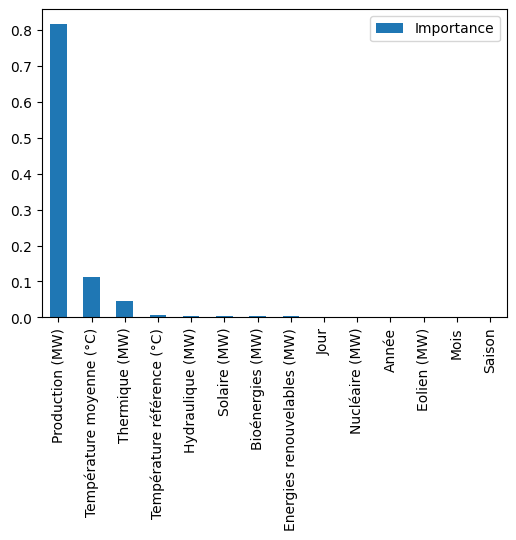 Importance
0.8
0.7
0.6
0.5
0.4
0.3
0.2
0.1
0.0
Production (MW)
Température moyenne (°C)
Thermique (MW)
Température référence (°C)
Hydraulique (MW)
Solaire (MW)
Bioénergies (MW)
Energies renouvelables (MW)
Jour
Nucléaire (MW)
Année
Eolien (MW)
Mois
Saison